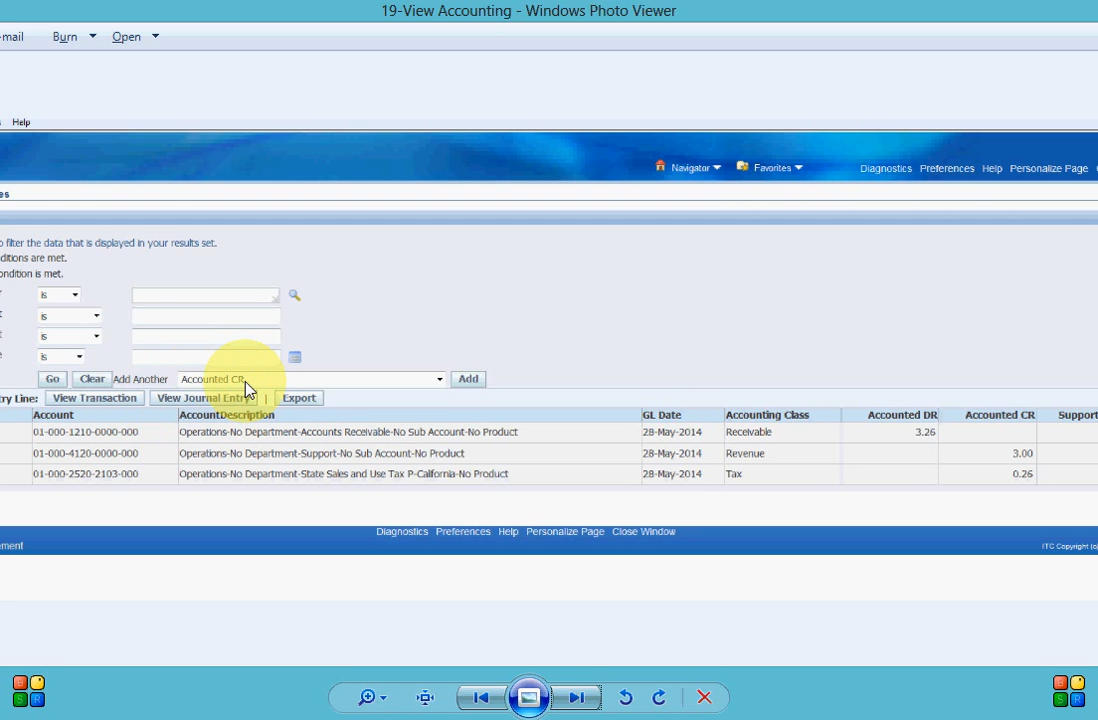 19-View Accounting - Windows Photo Viewer
-mail Burn Open
Help
Navigator Favorites Diagnostics Preferences Help Personalize Page
es
o filter the data that is displayed in your results set.
ditions are met.
ondition is met.
is
t is
t is
e is
Go Clear Add Another Accounted CR Add
try Line: View Transaction View Journal Entry | Export
Account AccountDescription GL Date Accounting Class Accounted DR Accounted CR Support
01-000-1210-0000-000 Operations-No Department-Accounts Receivable-No Sub Account-No Product 28-May-2014 Receivable 3.26
01-000-4120-0000-000 Operations-No Department-Support-No Sub Account-No Product 28-May-2014 Revenue 3.00
01-000-2520-2103-000 Operations-No Department-State Sales and Use Tax P-California-No Product 28-May-2014 Tax 0.26
Diagnostics Preferences Help Personalize Page Close Window
ement ITC Copyright (c)
B
S R
B
S R